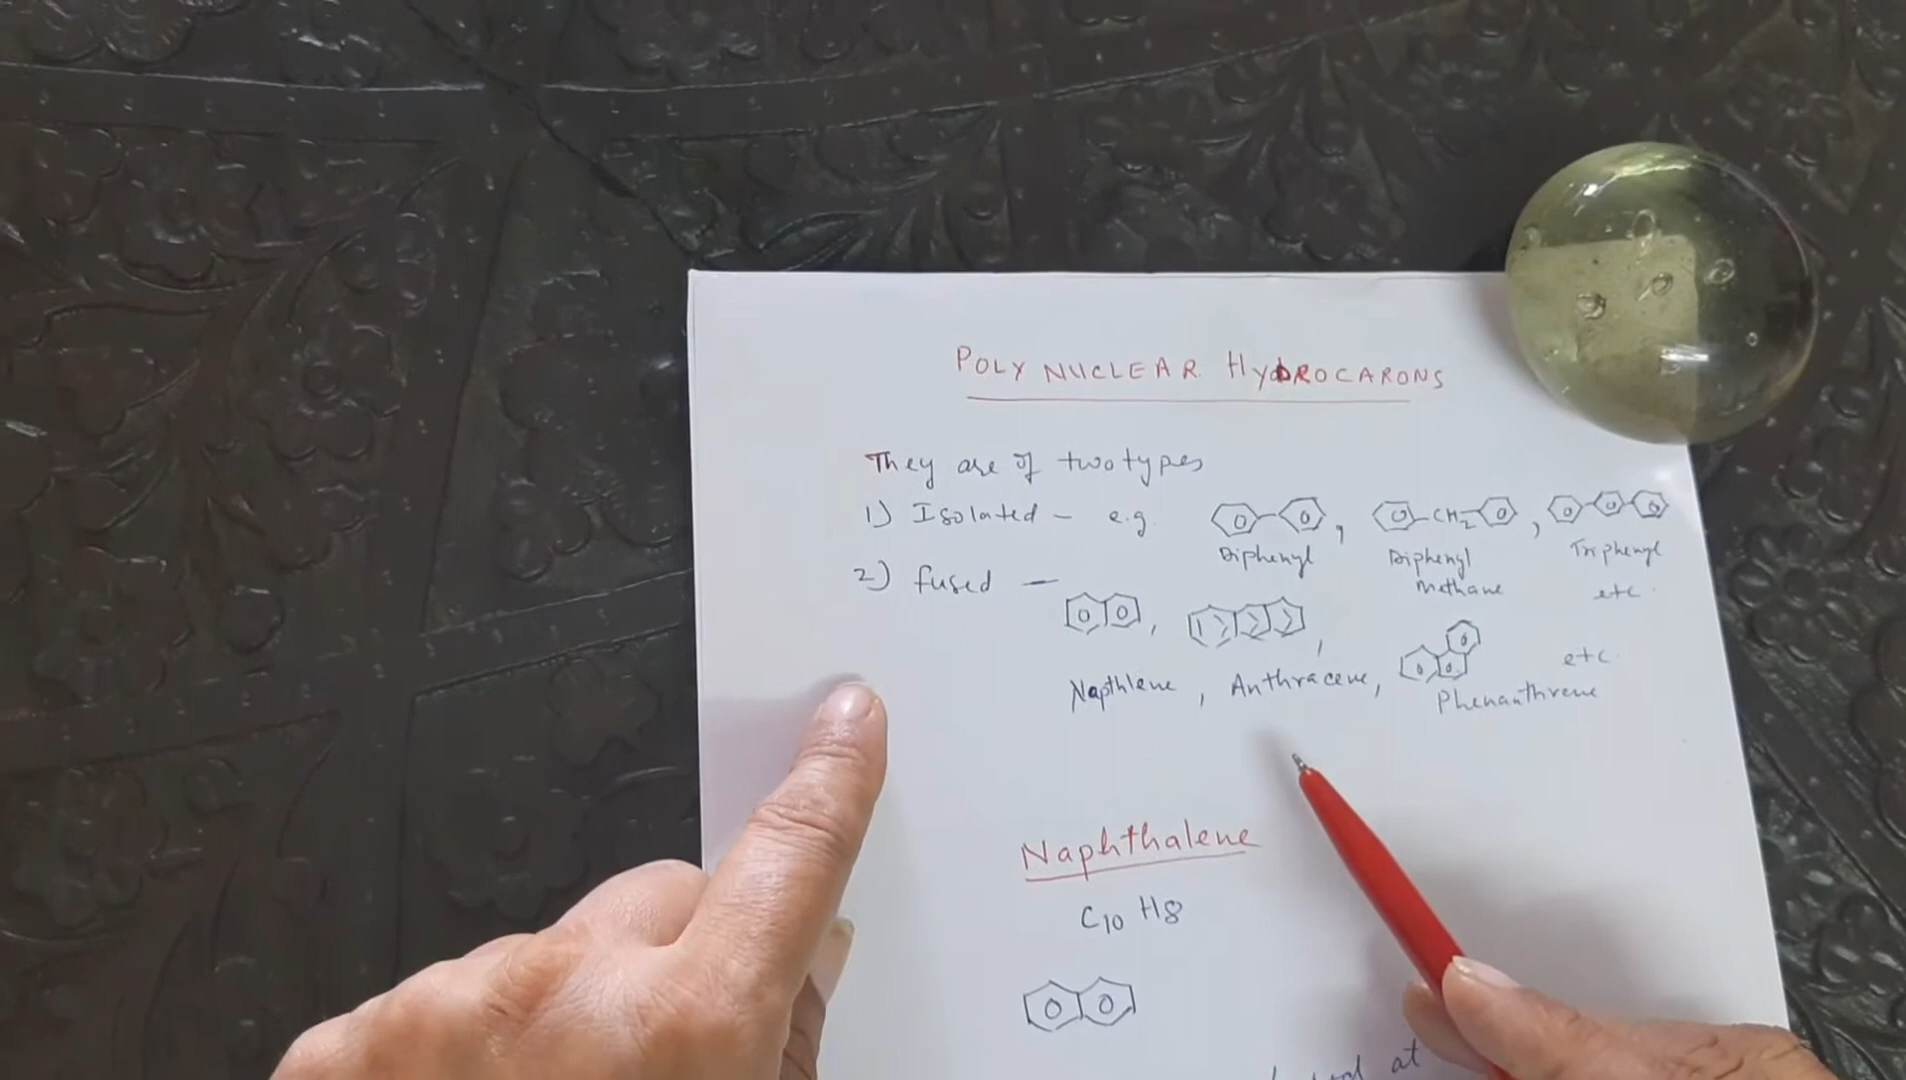 POLY NUCLEAR HYDROCARONS
They are of two types
1) Isolated - e.g.
-CH2-
, ,
Diphenyl
Diphenyl
Methane
Triphenyl
etc.
2) fused -
, ,
Napthlene , Anthracene, Phenanthrene
etc.
Naphthalene
C10 H8
at